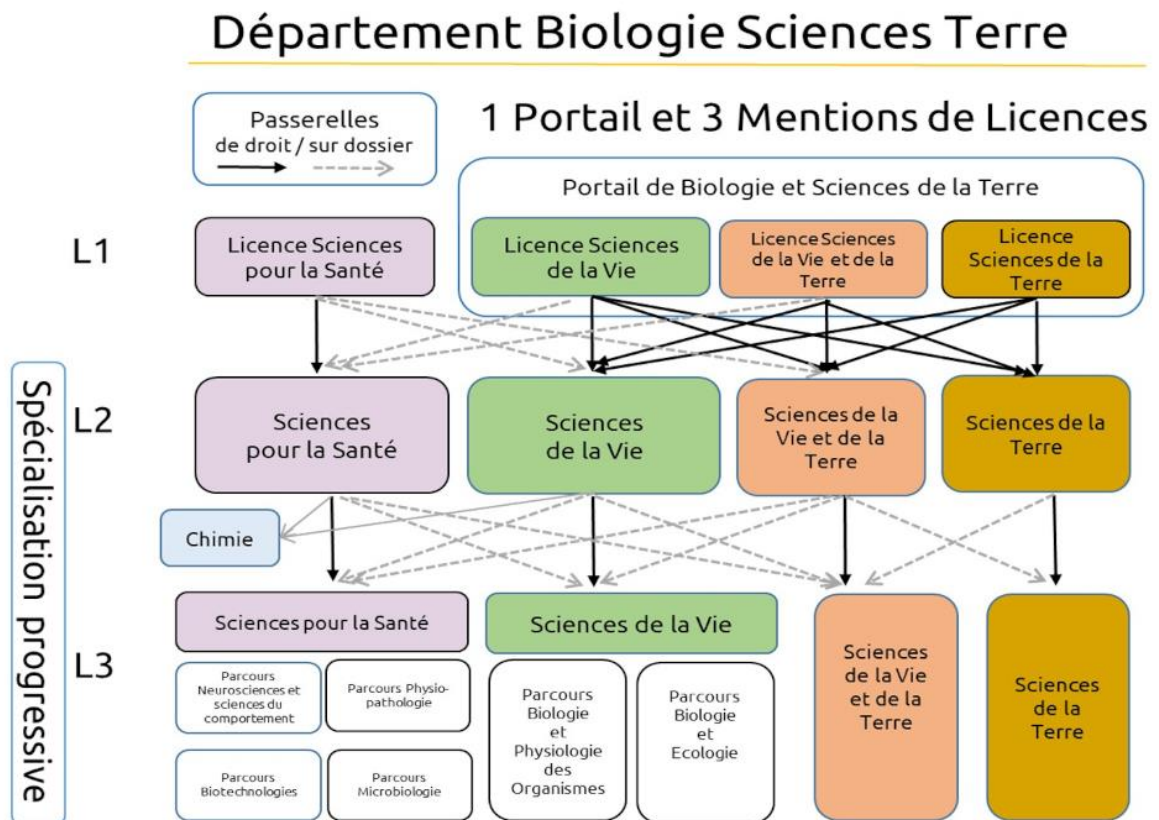 Département Biologie Sciences Terre
Passerelles
de droit / sur dossier
1 Portail et 3 Mentions de Licences
Portail de Biologie et Sciences de la Terre
L1
Licence Sciences
pour la Santé
Licence Sciences
de la Vie
Licence Sciences
de la Vie et de la
Terre
Licence
Sciences de la
Terre
Spécialisation progressive
L2
Sciences
pour la Santé
Sciences
de la Vie
Sciences de la
Vie et de la
Terre
Sciences de la
Terre
Chimie
L3
Sciences pour la Santé
Parcours
Neurosciences et
sciences du
comportement
Parcours Physio-
pathologie
Parcours
Biotechnologies
Parcours
Microbiologie
Sciences de la Vie
Parcours
Biologie
et
Physiologie
des
Organismes
Parcours
Biologie
et
Ecologie
Sciences
de la Vie
et de la
Terre
Sciences
de la
Terre